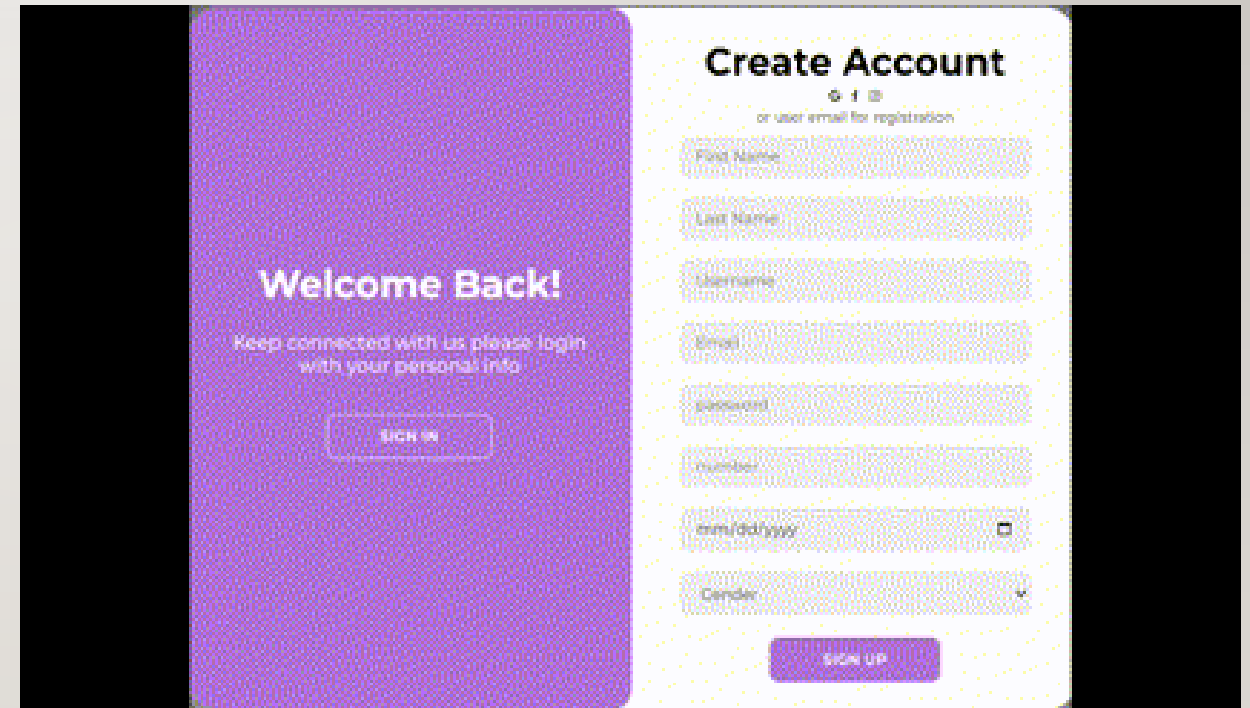 Welcome Back!
Keep connected with us please login
with your personal info
SIGN IN
Create Account
or user email for registration
First Name
Last Name
Username
Email
password
number
mm/dd/yyyy
Gender
SIGN UP